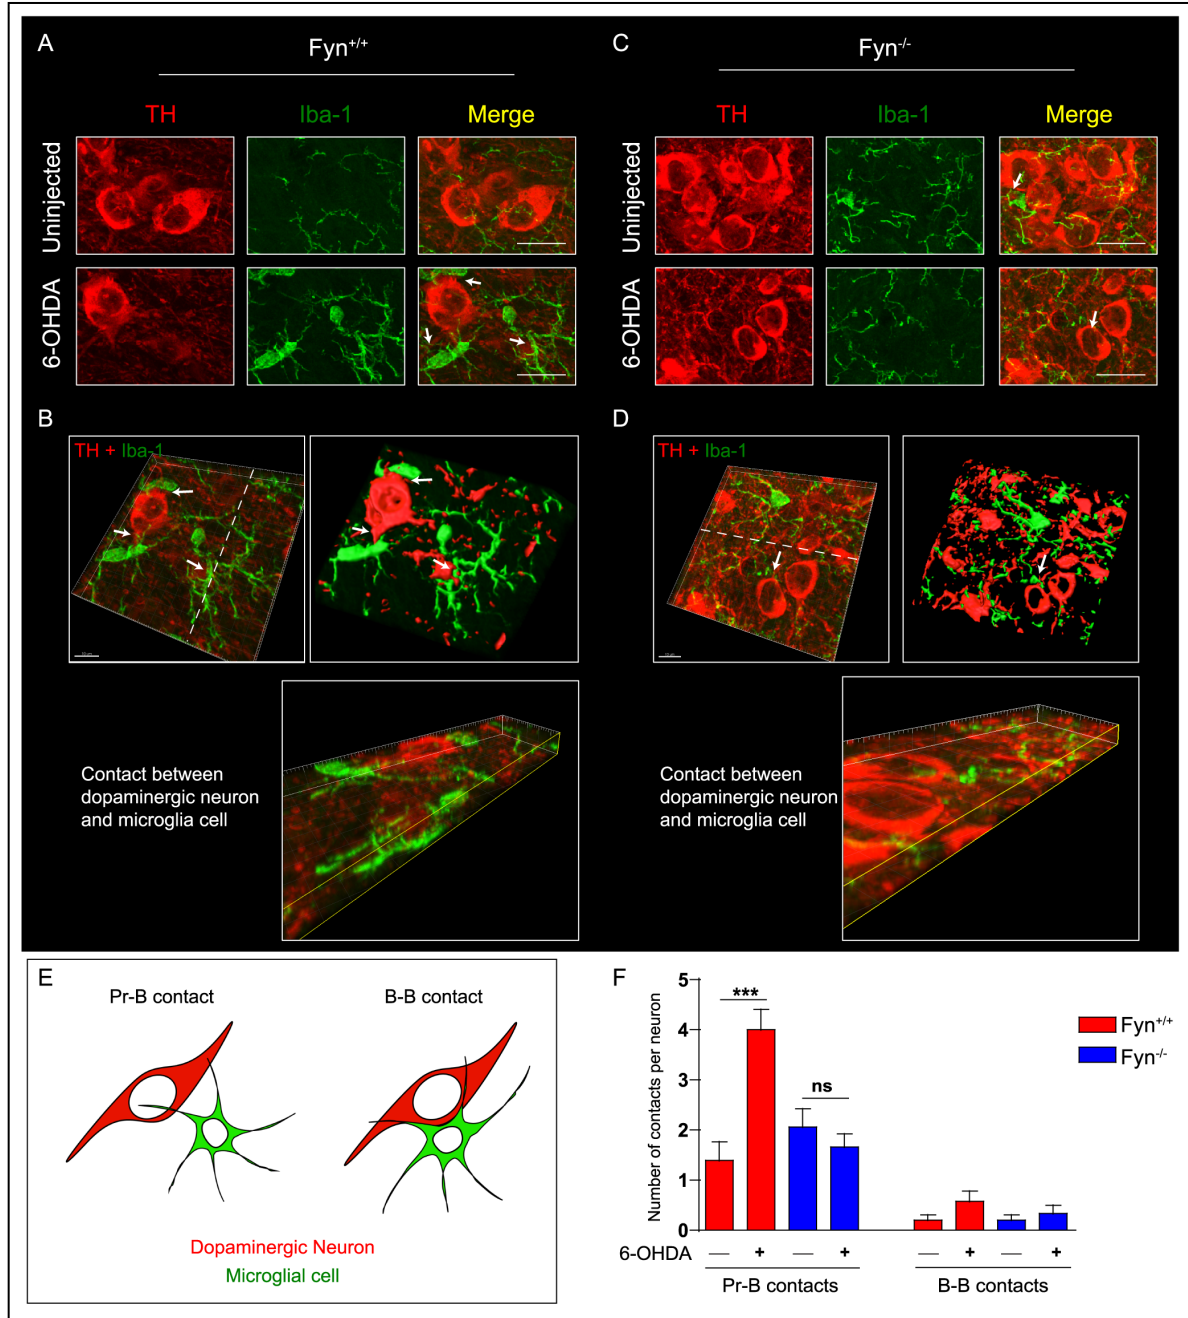 A
Fyn+/+
TH
Iba-1
Merge
Uninjected
6-OHDA
C
Fyn-/-
TH
Iba-1
Merge
Uninjected
6-OHDA
B
TH + Iba-1
Contact between
dopaminergic neuron
and microglia cell
D
TH + Iba-1
Contact between
dopaminergic neuron
and microglia cell
E
Pr-B contact
B-B contact
Dopaminergic Neuron
Microglial cell
F
Number of contacts per neuron
5
4
3
2
1
0
***
ns
Fyn+/+
Fyn-/-
6-OHDA
— + — + — + — +
Pr-B contacts
B-B contacts